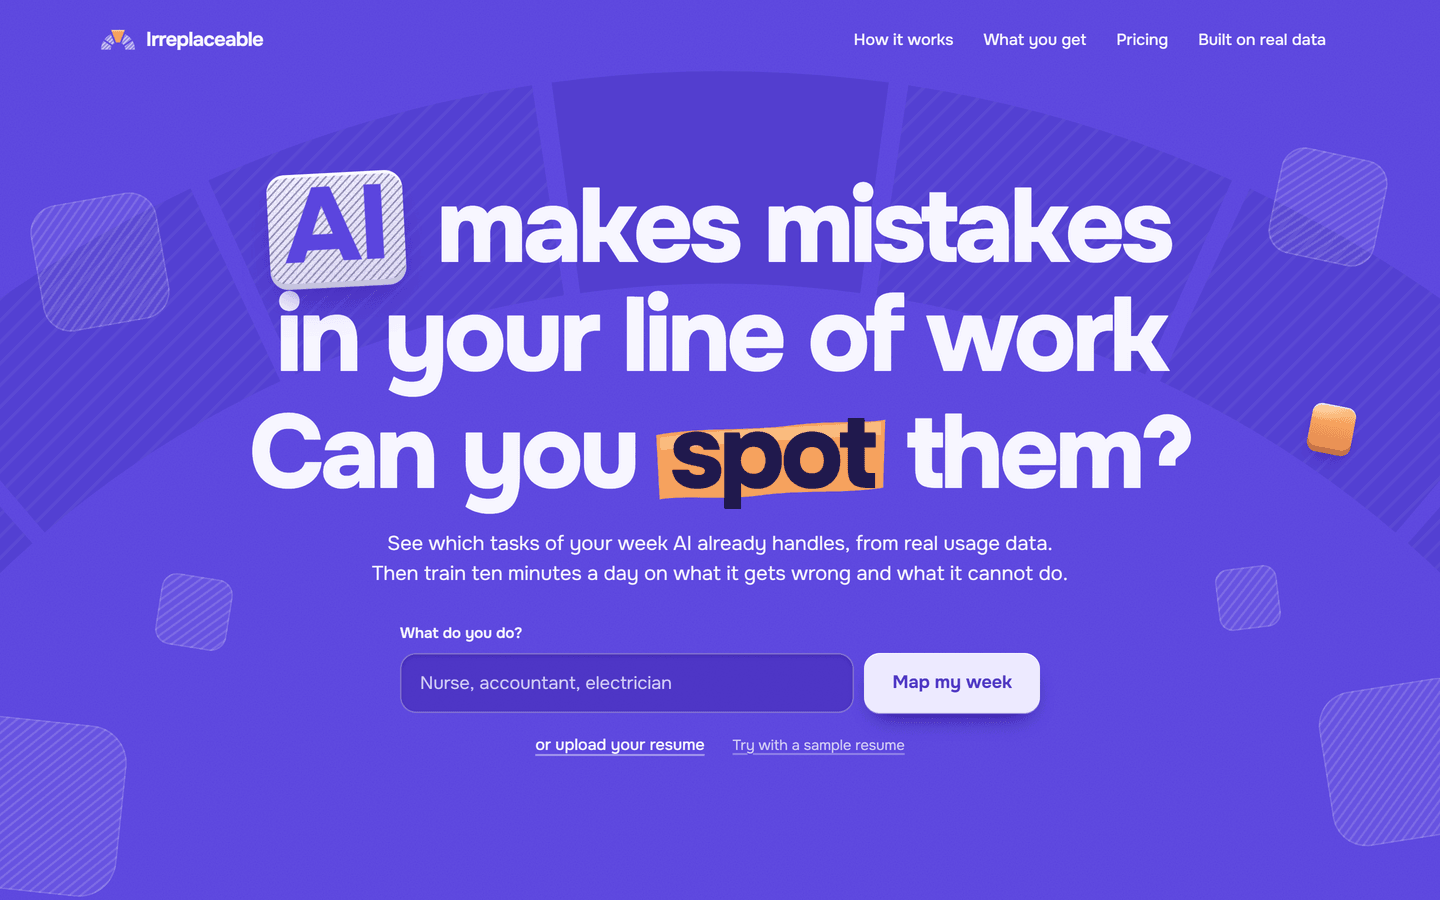 Irreplaceable
How it works What you get Pricing Built on real data
AI makes mistakes
in your line of work
Can you spot them?
See which tasks of your week AI already handles, from real usage data.
Then train ten minutes a day on what it gets wrong and what it cannot do.
What do you do?
Nurse, accountant, electrician
Map my week
or upload your resume Try with a sample resume